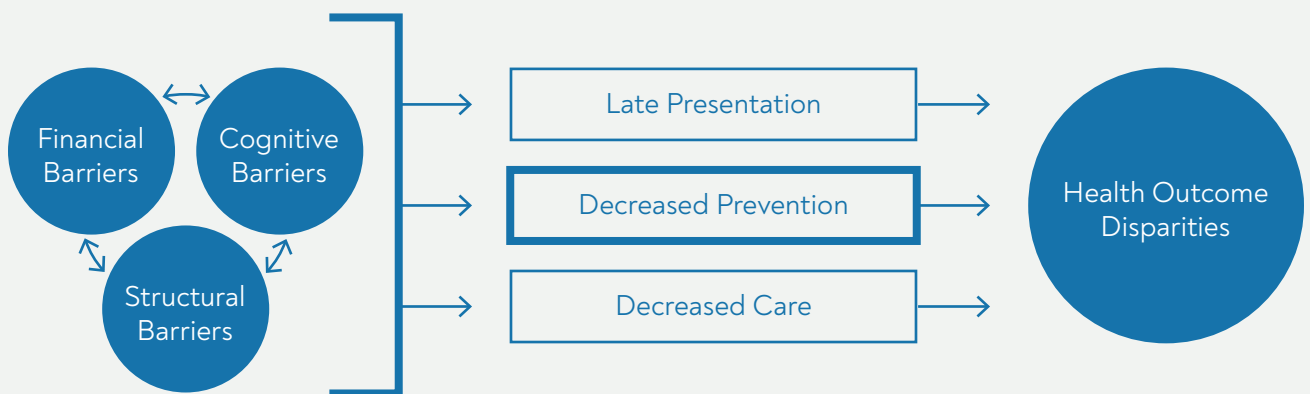 Financial
Barriers
Cognitive
Barriers
Structural
Barriers
Late Presentation
Decreased Prevention
Decreased Care
Health Outcome
Disparities